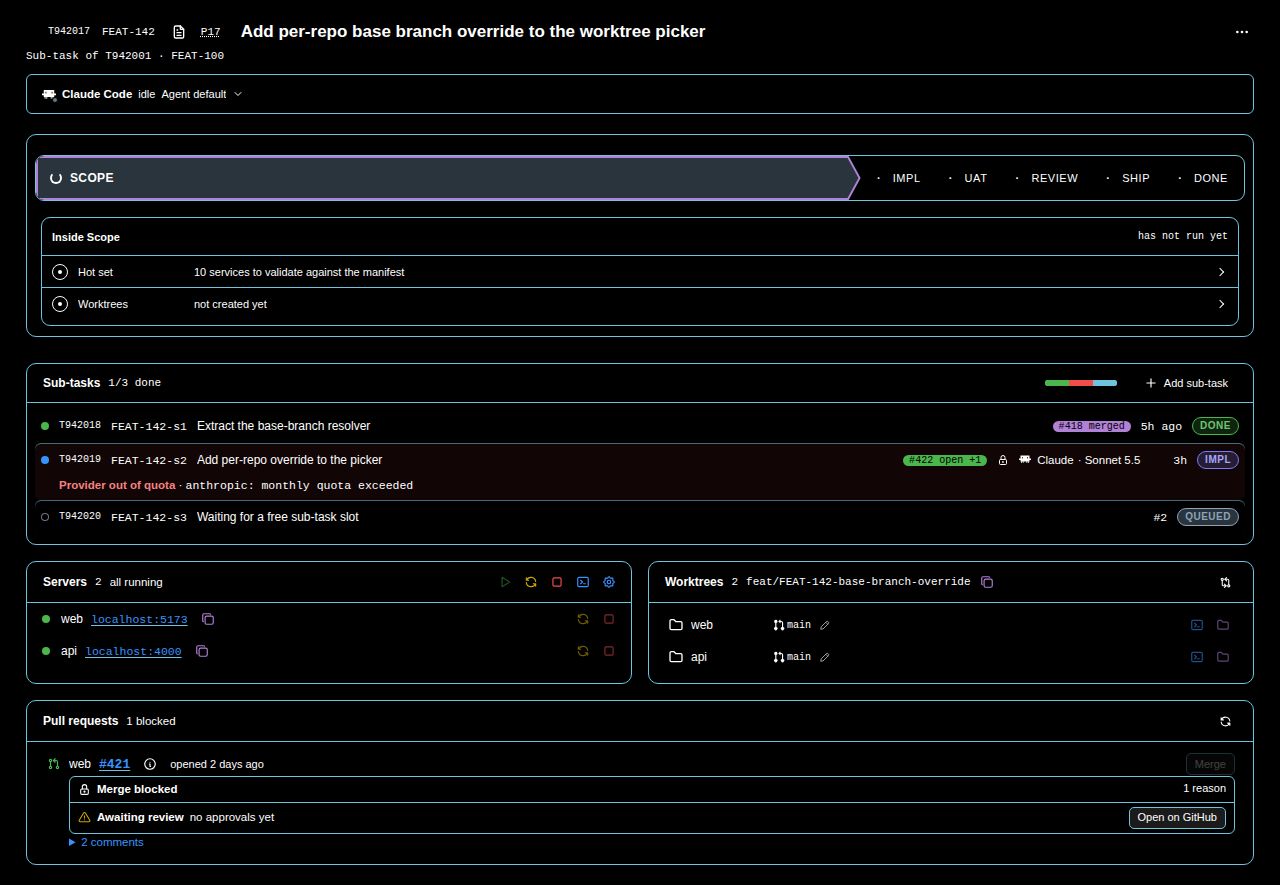 T942017 FEAT-142 P17 Add per-repo base branch override to the worktree picker
Sub-task of T942001 · FEAT-100
Claude Code idle Agent default
SCOPE · IMPL · UAT · REVIEW · SHIP · DONE
Inside Scope has not run yet
Hot set 10 services to validate against the manifest
Worktrees not created yet
Sub-tasks 1/3 done Add sub-task
T942018 FEAT-142-s1 Extract the base-branch resolver #418 merged 5h ago DONE
T942019 FEAT-142-s2 Add per-repo override to the picker #422 open +1 Claude · Sonnet 5.5 3h IMPL
Provider out of quota · anthropic: monthly quota exceeded
T942020 FEAT-142-s3 Waiting for a free sub-task slot #2 QUEUED
Servers 2 all running
web localhost:5173
api localhost:4000
Worktrees 2 feat/FEAT-142-base-branch-override
web main
api main
Pull requests 1 blocked
web #421 opened 2 days ago Merge
Merge blocked 1 reason
Awaiting review no approvals yet Open on GitHub
2 comments